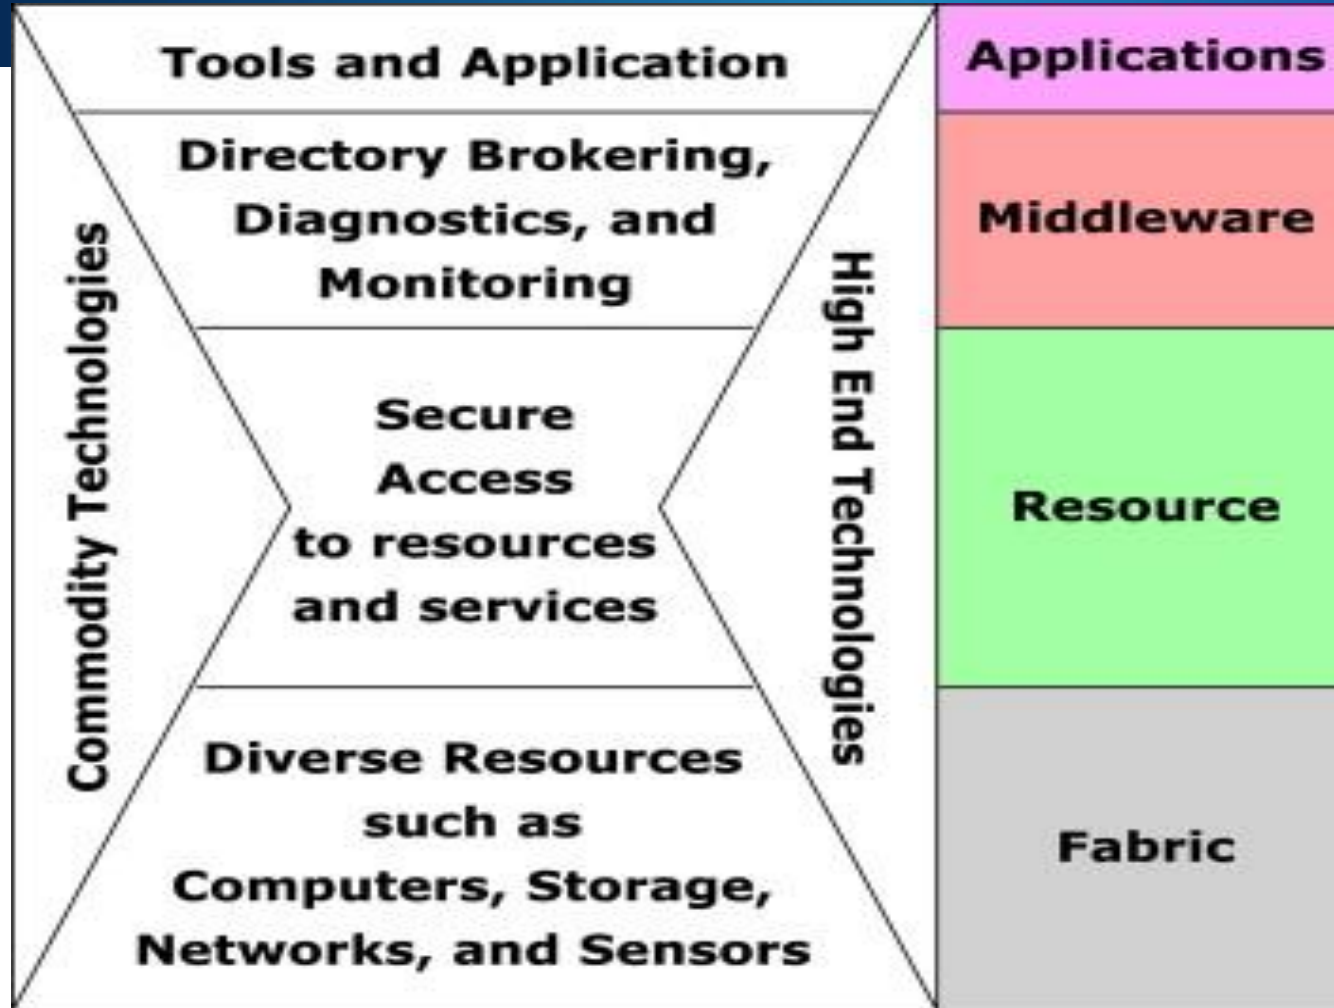 Tools and Application
Applications
Directory Brokering,
Diagnostics, and
Monitoring
Middleware
Commodity Technologies
High End Technologies
Secure
Access
to resources
and services
Resource
Diverse Resources
such as
Computers, Storage,
Networks, and Sensors
Fabric